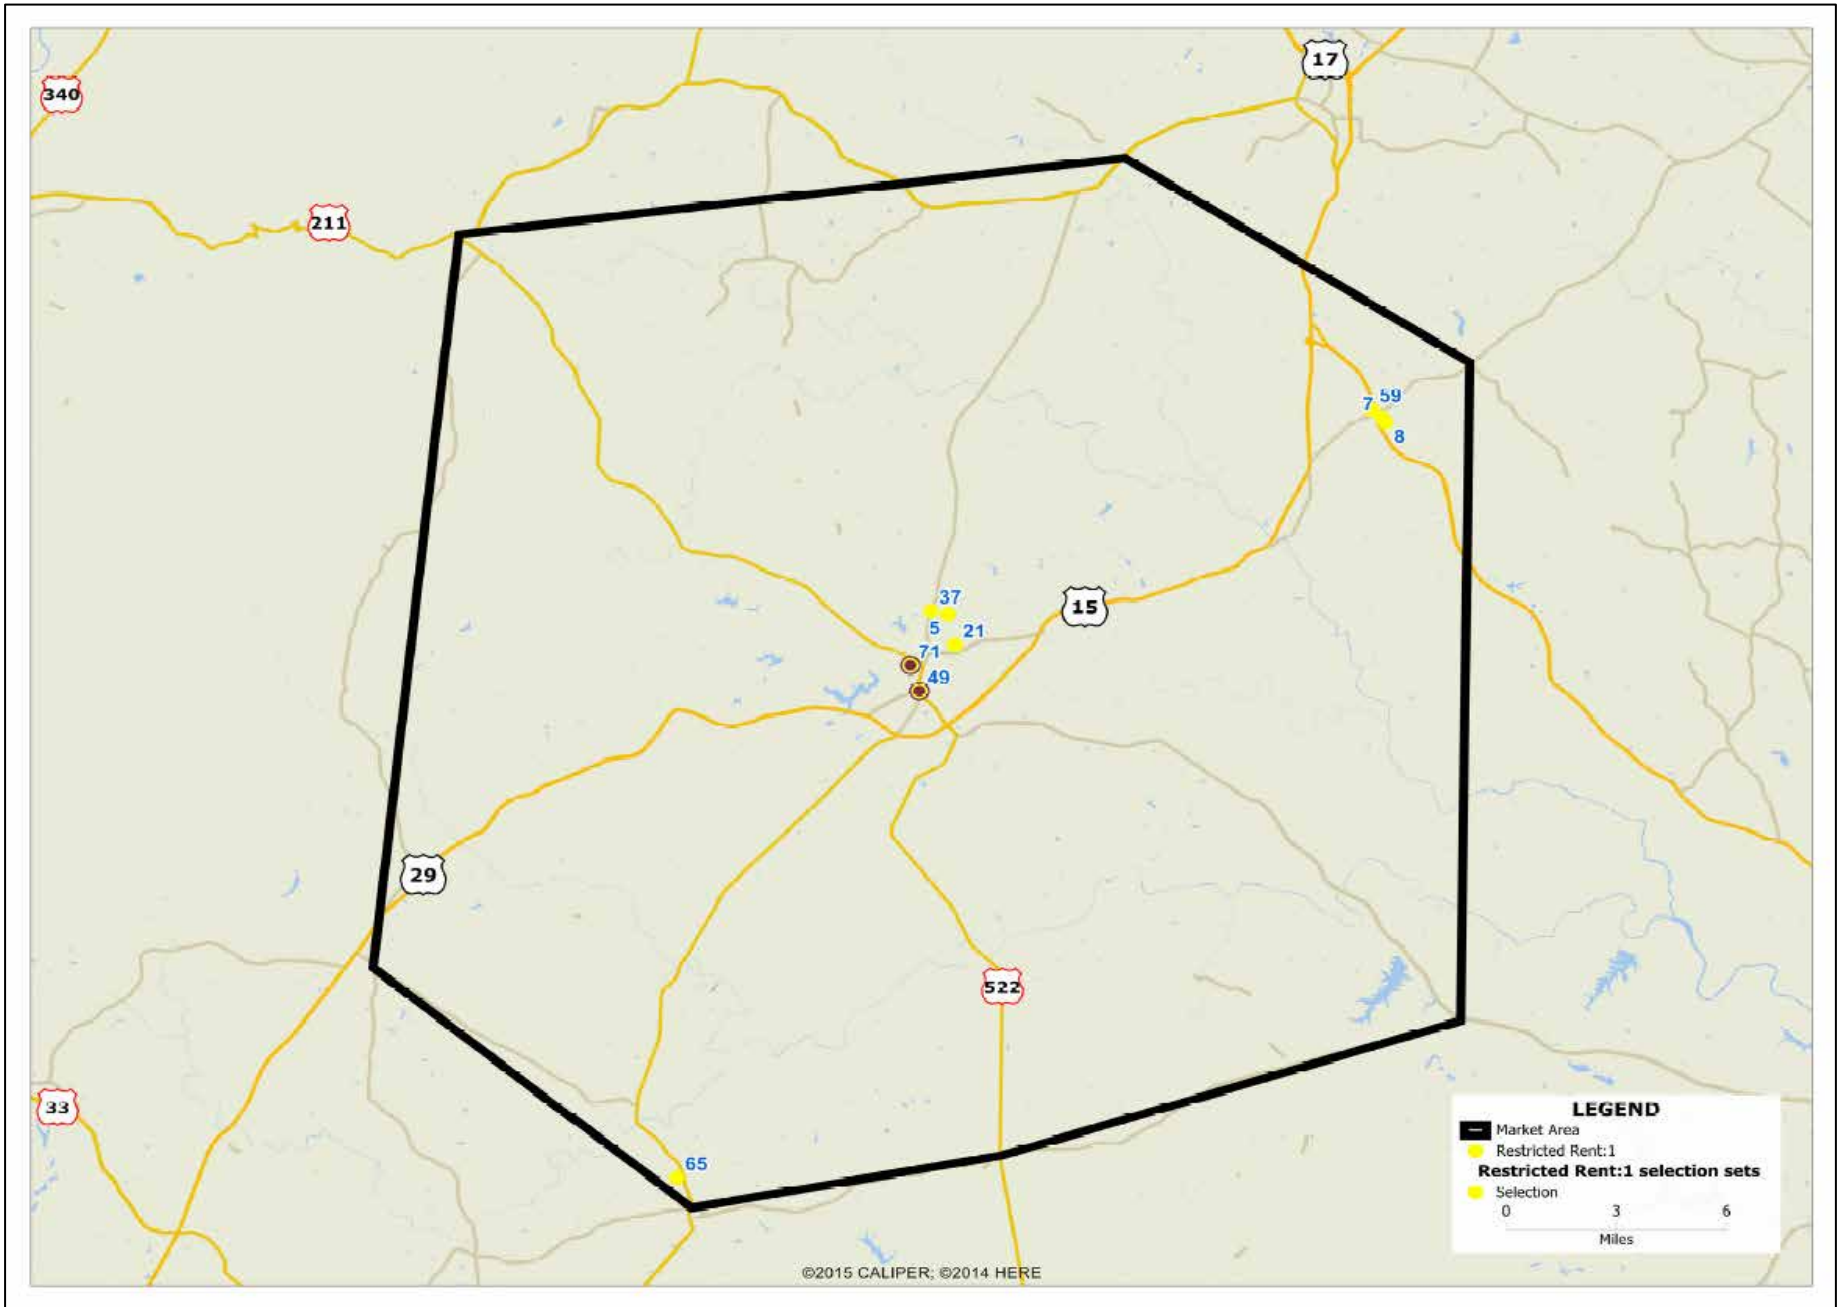 17
340
211
59
7
8
37
15
5
21
71
49
29
522
33
65
LEGEND
Market Area
Restricted Rent:1
Restricted Rent:1 selection sets
Selection
0 3 6
Miles
©2015 CALIPER; ©2014 HERE